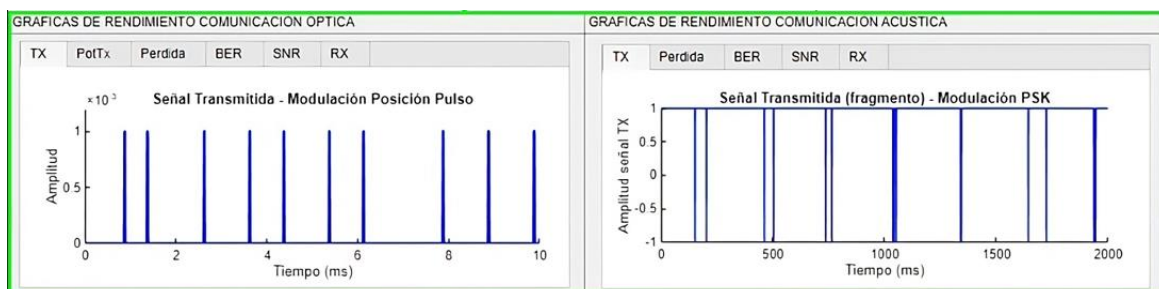 GRAFICAS DE RENDIMIENTO COMUNICACION OPTICA
TX PotTx Perdida BER SNR RX
×10⁻³ Señal Transmitida - Modulación Posición Pulso
Amplitud
1
0.5
0
0 2 4 6 8 10
Tiempo (ms)
GRAFICAS DE RENDIMIENTO COMUNICACION ACUSTICA
TX Perdida BER SNR RX
Señal Transmitida (fragmento) - Modulación PSK
Amplitud señal TX
1
0.5
0
-0.5
-1
0 500 1000 1500 2000
Tiempo (ms)